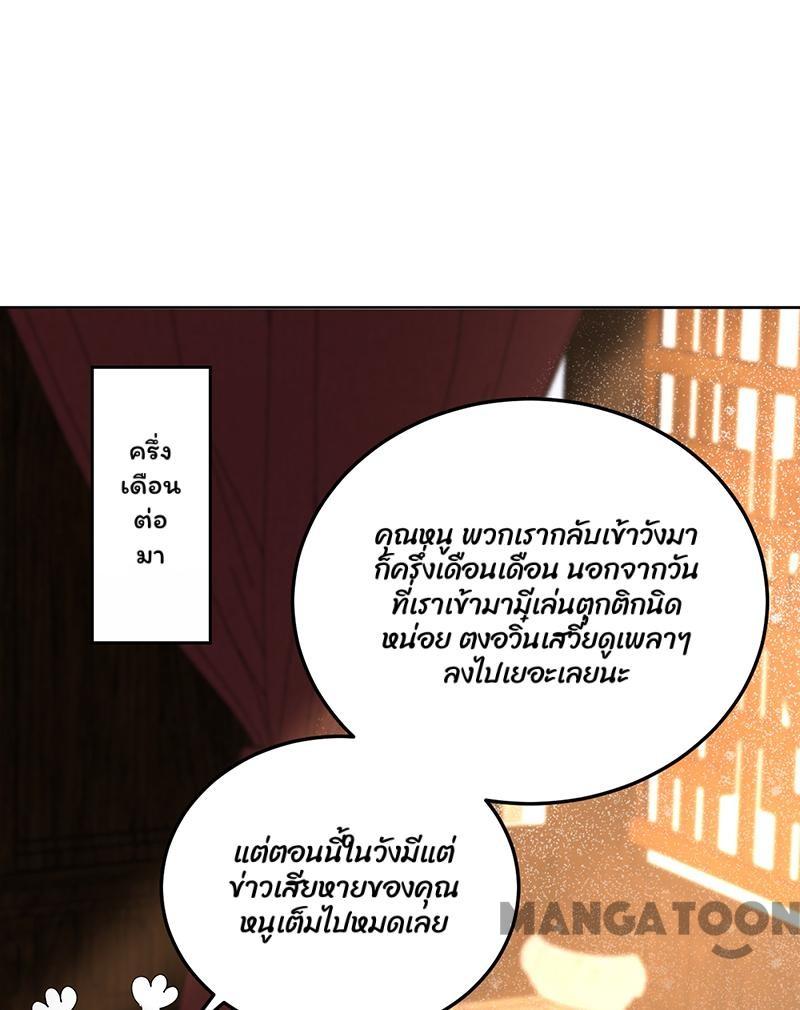 ครึ่ง
เดือน
ต่อ
มา
คุณหนู พวกเรากลับเข้าวังมา
ก็ครึ่งเดือนเดือน นอกจากวัน
ที่เราเข้ามามีเล่นตุกติกนิด
หน่อย ตงอวิ๋นเสวี่ยดูเพลาๆ
ลงไปเยอะเลยนะ
แต่ตอนนี้ในวังมีแต่
ข่าวเสียหายของคุณ
หนูเต็มไปหมดเลย
MANGATOON